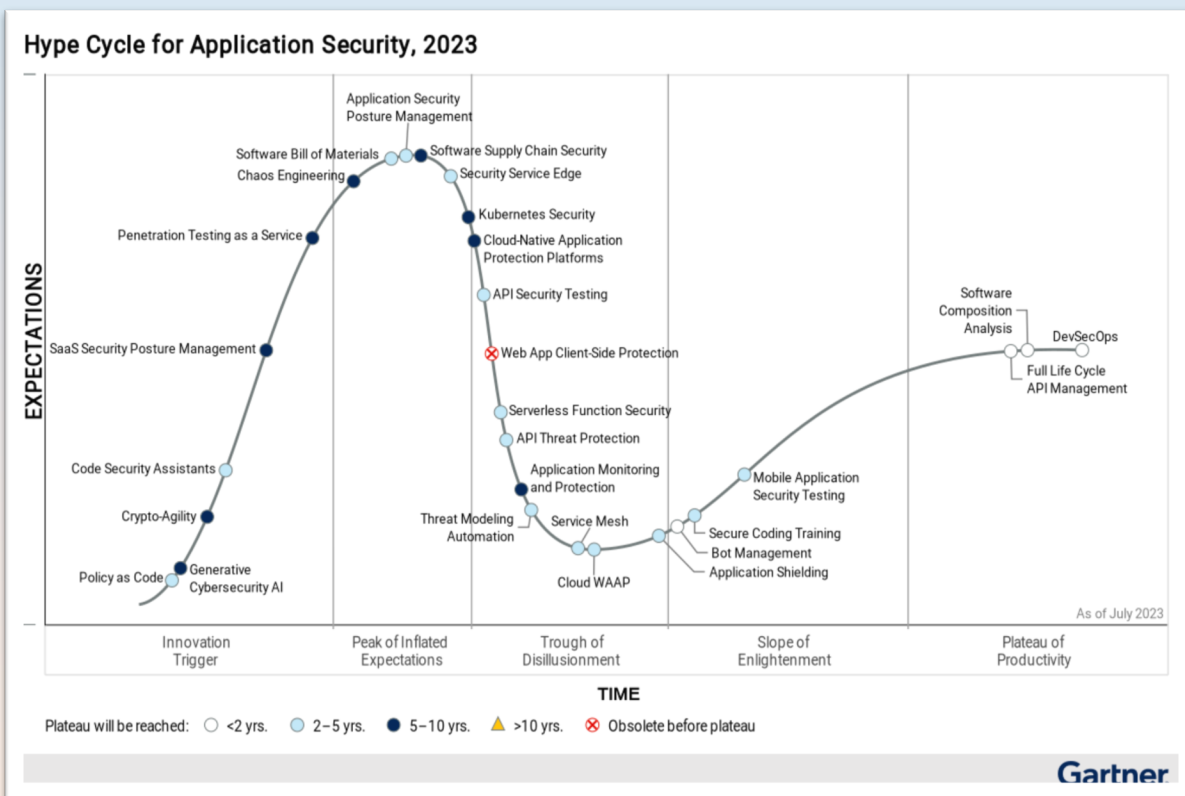 Hype Cycle for Application Security, 2023
Application Security
Posture Management
Software Bill of Materials
Software Supply Chain Security
Chaos Engineering
Security Service Edge
Kubernetes Security
Penetration Testing as a Service
Cloud-Native Application
Protection Platforms
API Security Testing
Software
Composition
Analysis
DevSecOps
SaaS Security Posture Management
Web App Client-Side Protection
Full Life Cycle
API Management
EXPECTATIONS
Serverless Function Security
API Threat Protection
Code Security Assistants
Application Monitoring
and Protection
Mobile Application
Security Testing
Crypto-Agility
Threat Modeling
Automation
Service Mesh
Secure Coding Training
Bot Management
Application Shielding
Policy as Code
Generative
Cybersecurity AI
Cloud WAAP
As of July 2023
Innovation
Trigger
Peak of Inflated
Expectations
Trough of
Disillusionment
Slope of
Enlightenment
Plateau of
Productivity
TIME
Plateau will be reached: <2 yrs. 2–5 yrs. 5–10 yrs. >10 yrs. Obsolete before plateau
Gartner